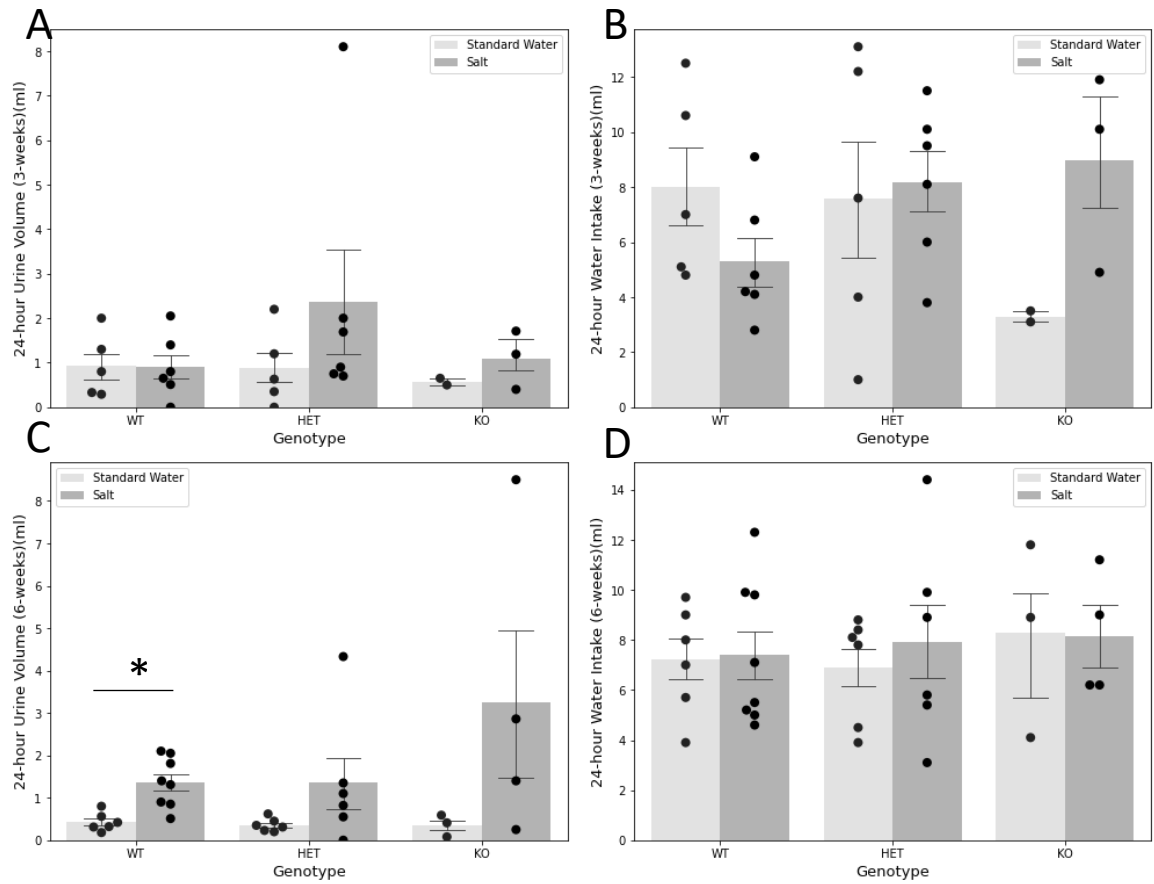 A
24-hour Urine Volume (3-weeks)(ml)
8
7
6
5
4
3
2
1
0
Standard Water
Salt
WT
HET
KO
Genotype
B
24-hour Water Intake (3-weeks)(ml)
12
10
8
6
4
2
0
Standard Water
Salt
WT
HET
KO
Genotype
C
24-hour Urine Volume (6-weeks)(ml)
8
7
6
5
4
3
2
1
0
Standard Water
Salt
*
WT
HET
KO
Genotype
D
24-hour Water Intake (6-weeks)(ml)
14
12
10
8
6
4
2
0
Standard Water
Salt
WT
HET
KO
Genotype